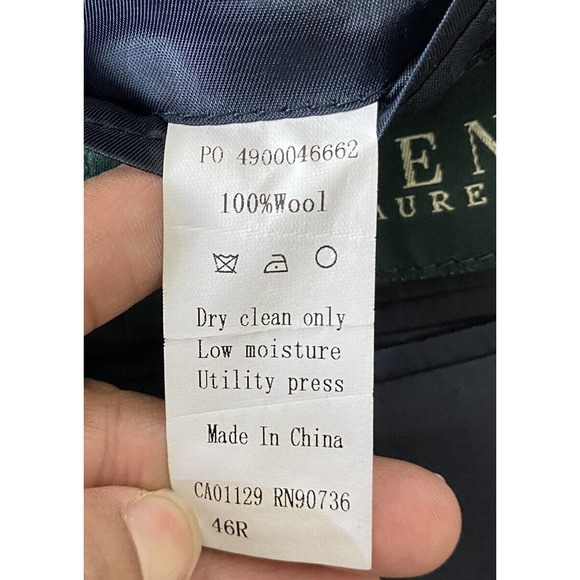 PO 4900046662
100%Wool
Dry clean only
Low moisture
Utility press
Made In China
CA01129 RN90736
46R